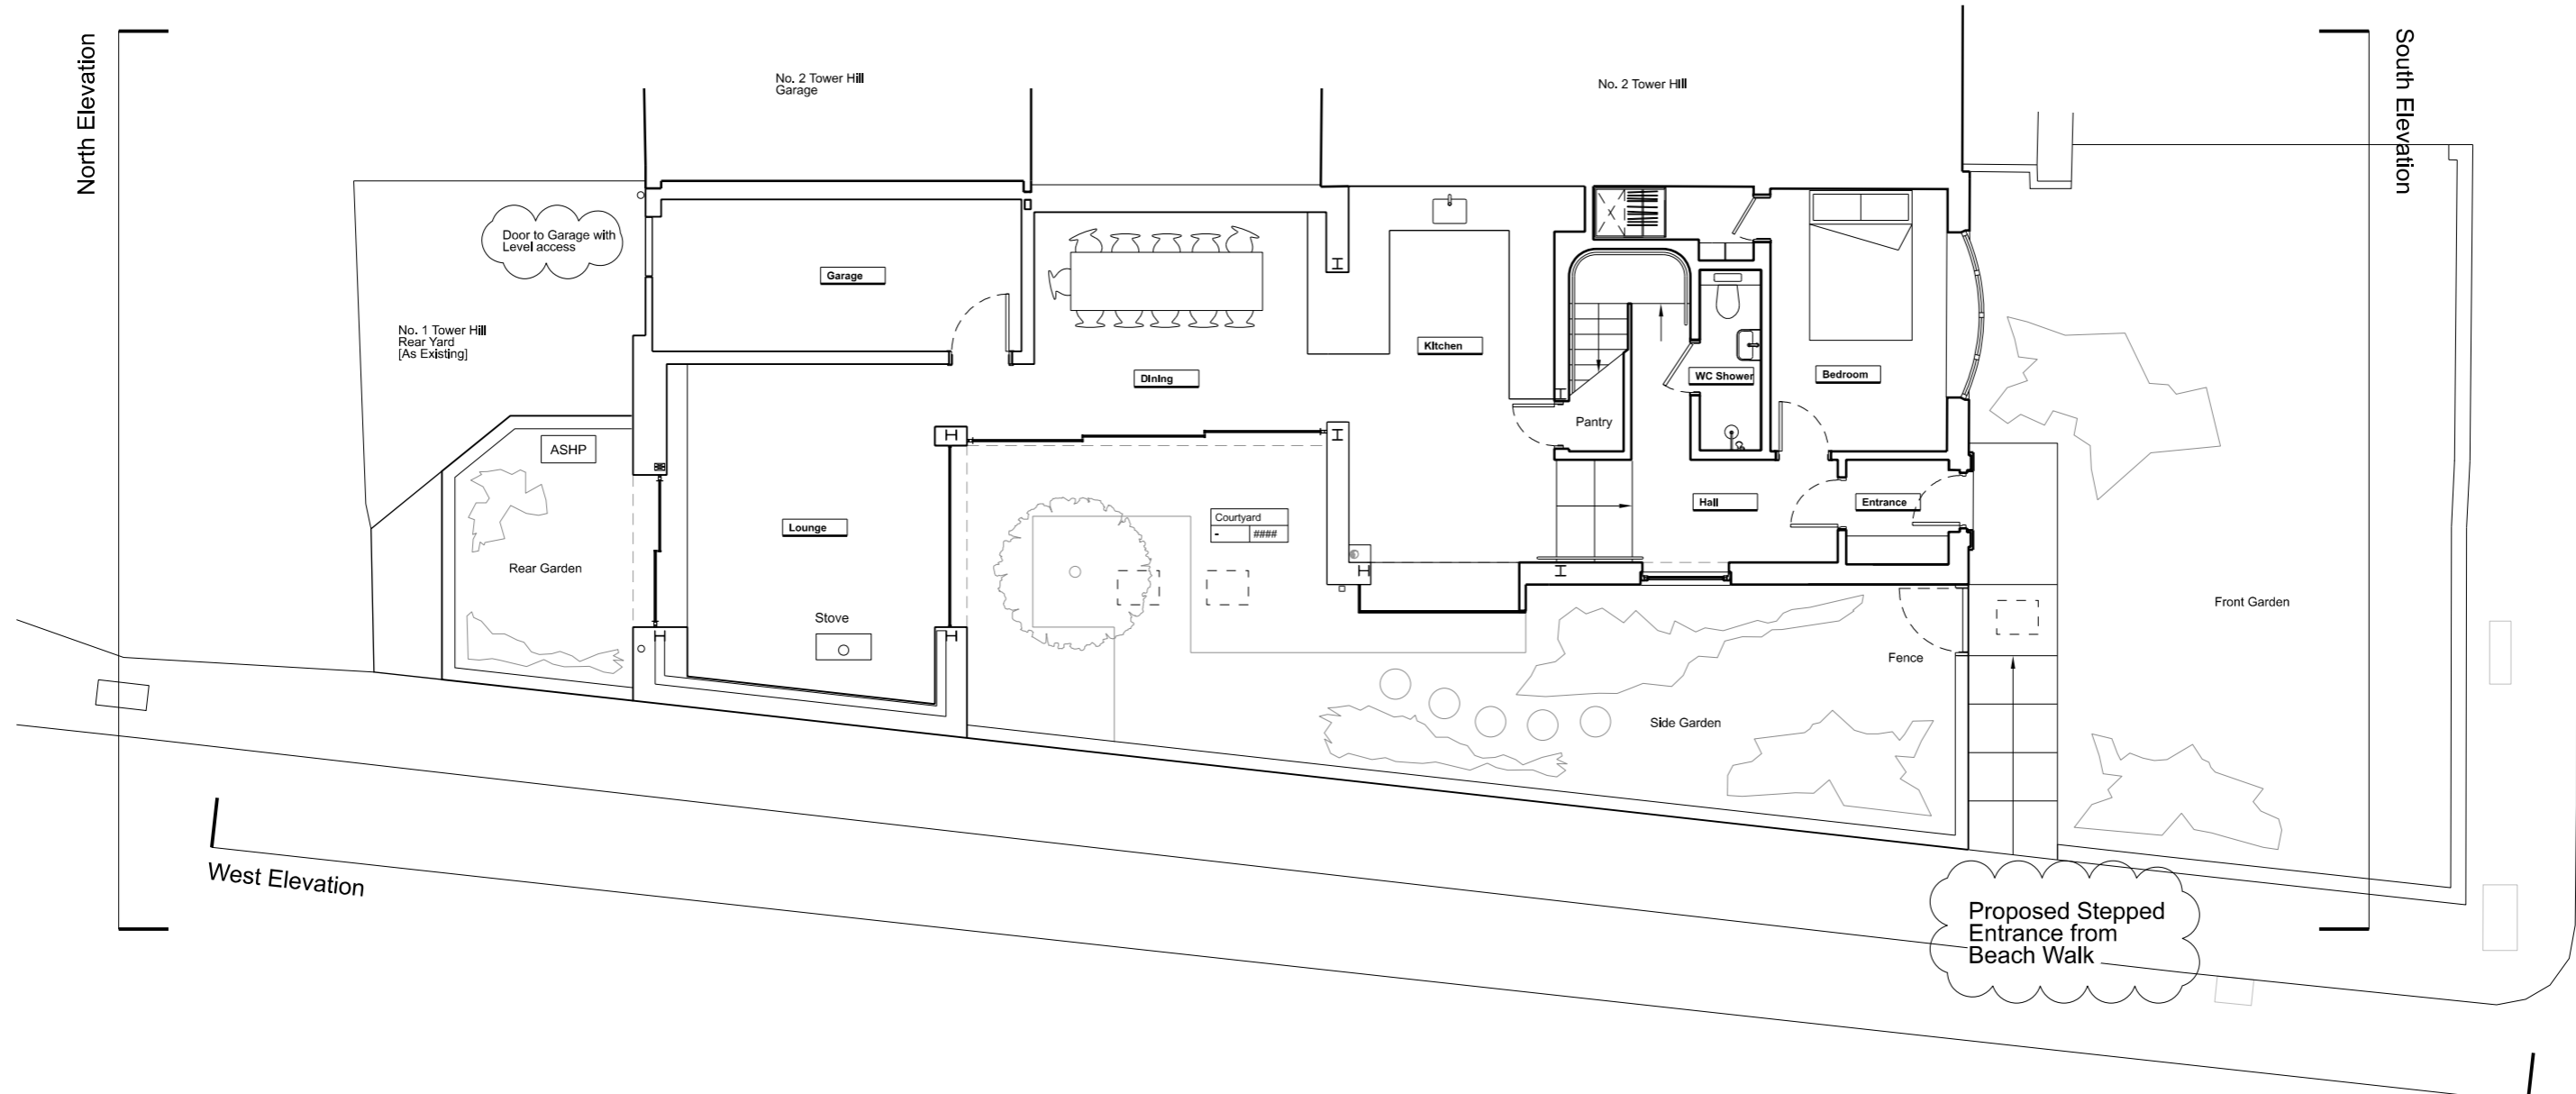 North Elevation
South Elevation
No. 2 Tower Hill
Garage
No. 2 Tower Hill
Door to Garage with
Level access
Garage
No. 1 Tower Hill
Rear Yard
[As Existing]
Kitchen
Dining
WC Shower
Bedroom
Pantry
ASHP
Lounge
Courtyard
- ####
Hall
Entrance
Rear Garden
Stove
Front Garden
Fence
Side Garden
West Elevation
Proposed Stepped
Entrance from
Beach Walk